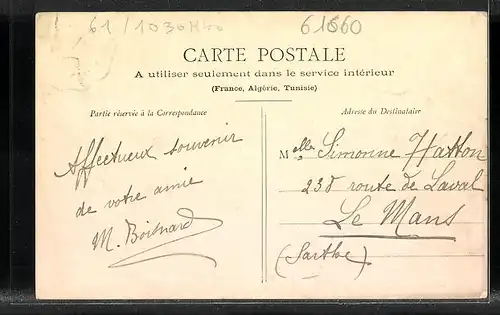 61/1030
61660
CARTE POSTALE
A utiliser seulement dans le service intérieur
(France, Algérie, Tunisie)
Partie réservée à la Correspondance
Affectueux souvenir
de votre amie
M. Boisnard
Adresse du Destinataire
Melle Simonne Hatton
238 route de Laval
Le Mans
(Sarthe)